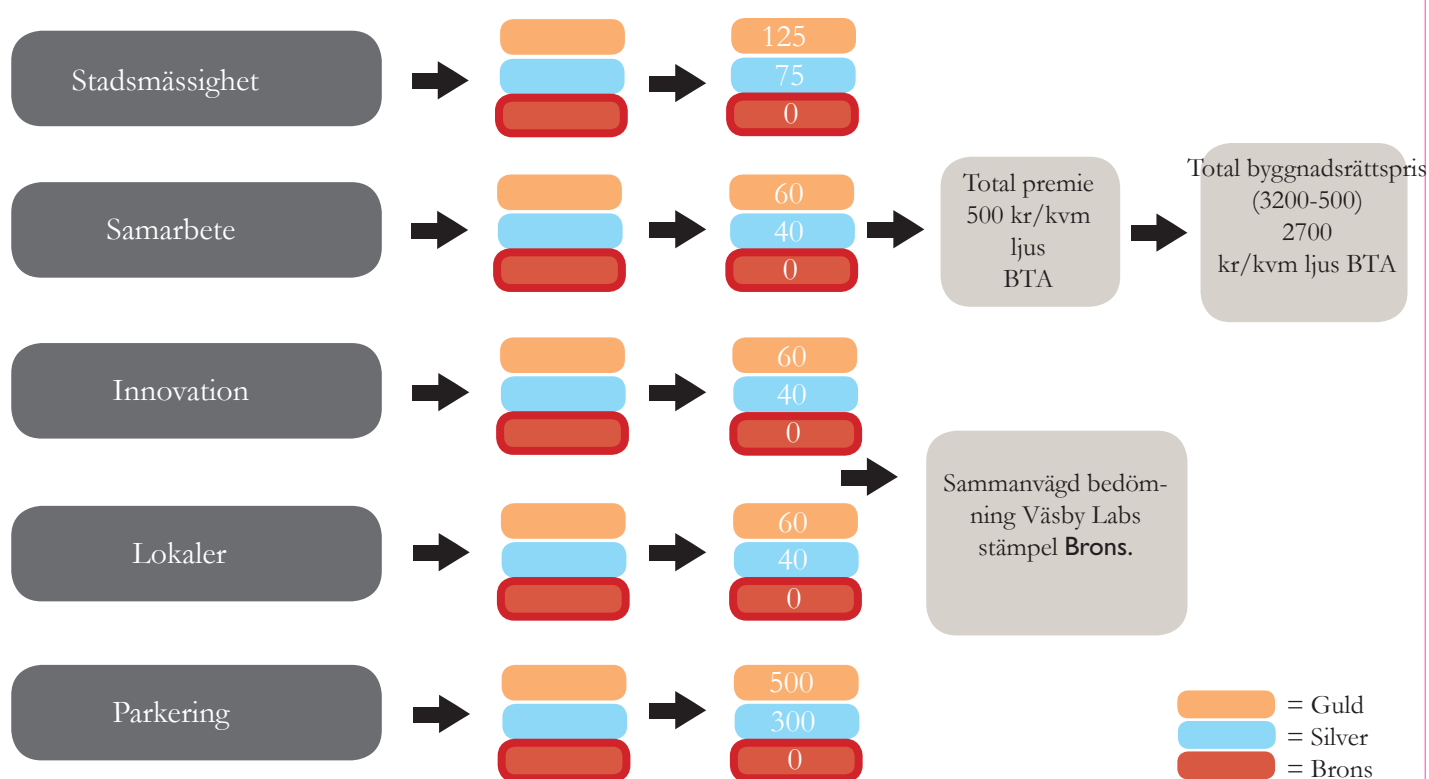 Stadsmässighet
125
75
0
Samarbete
60
40
0
Total premie
500 kr/kvm
ljus
BTA
Total byggnadsrättspris
(3200-500)
2700
kr/kvm ljus BTA
Innovation
60
40
0
Lokaler
60
40
0
Sammanvägd bedöm-
ning Väsby Labs
stämpel Brons.
Parkering
500
300
0
= Guld
= Silver
= Brons